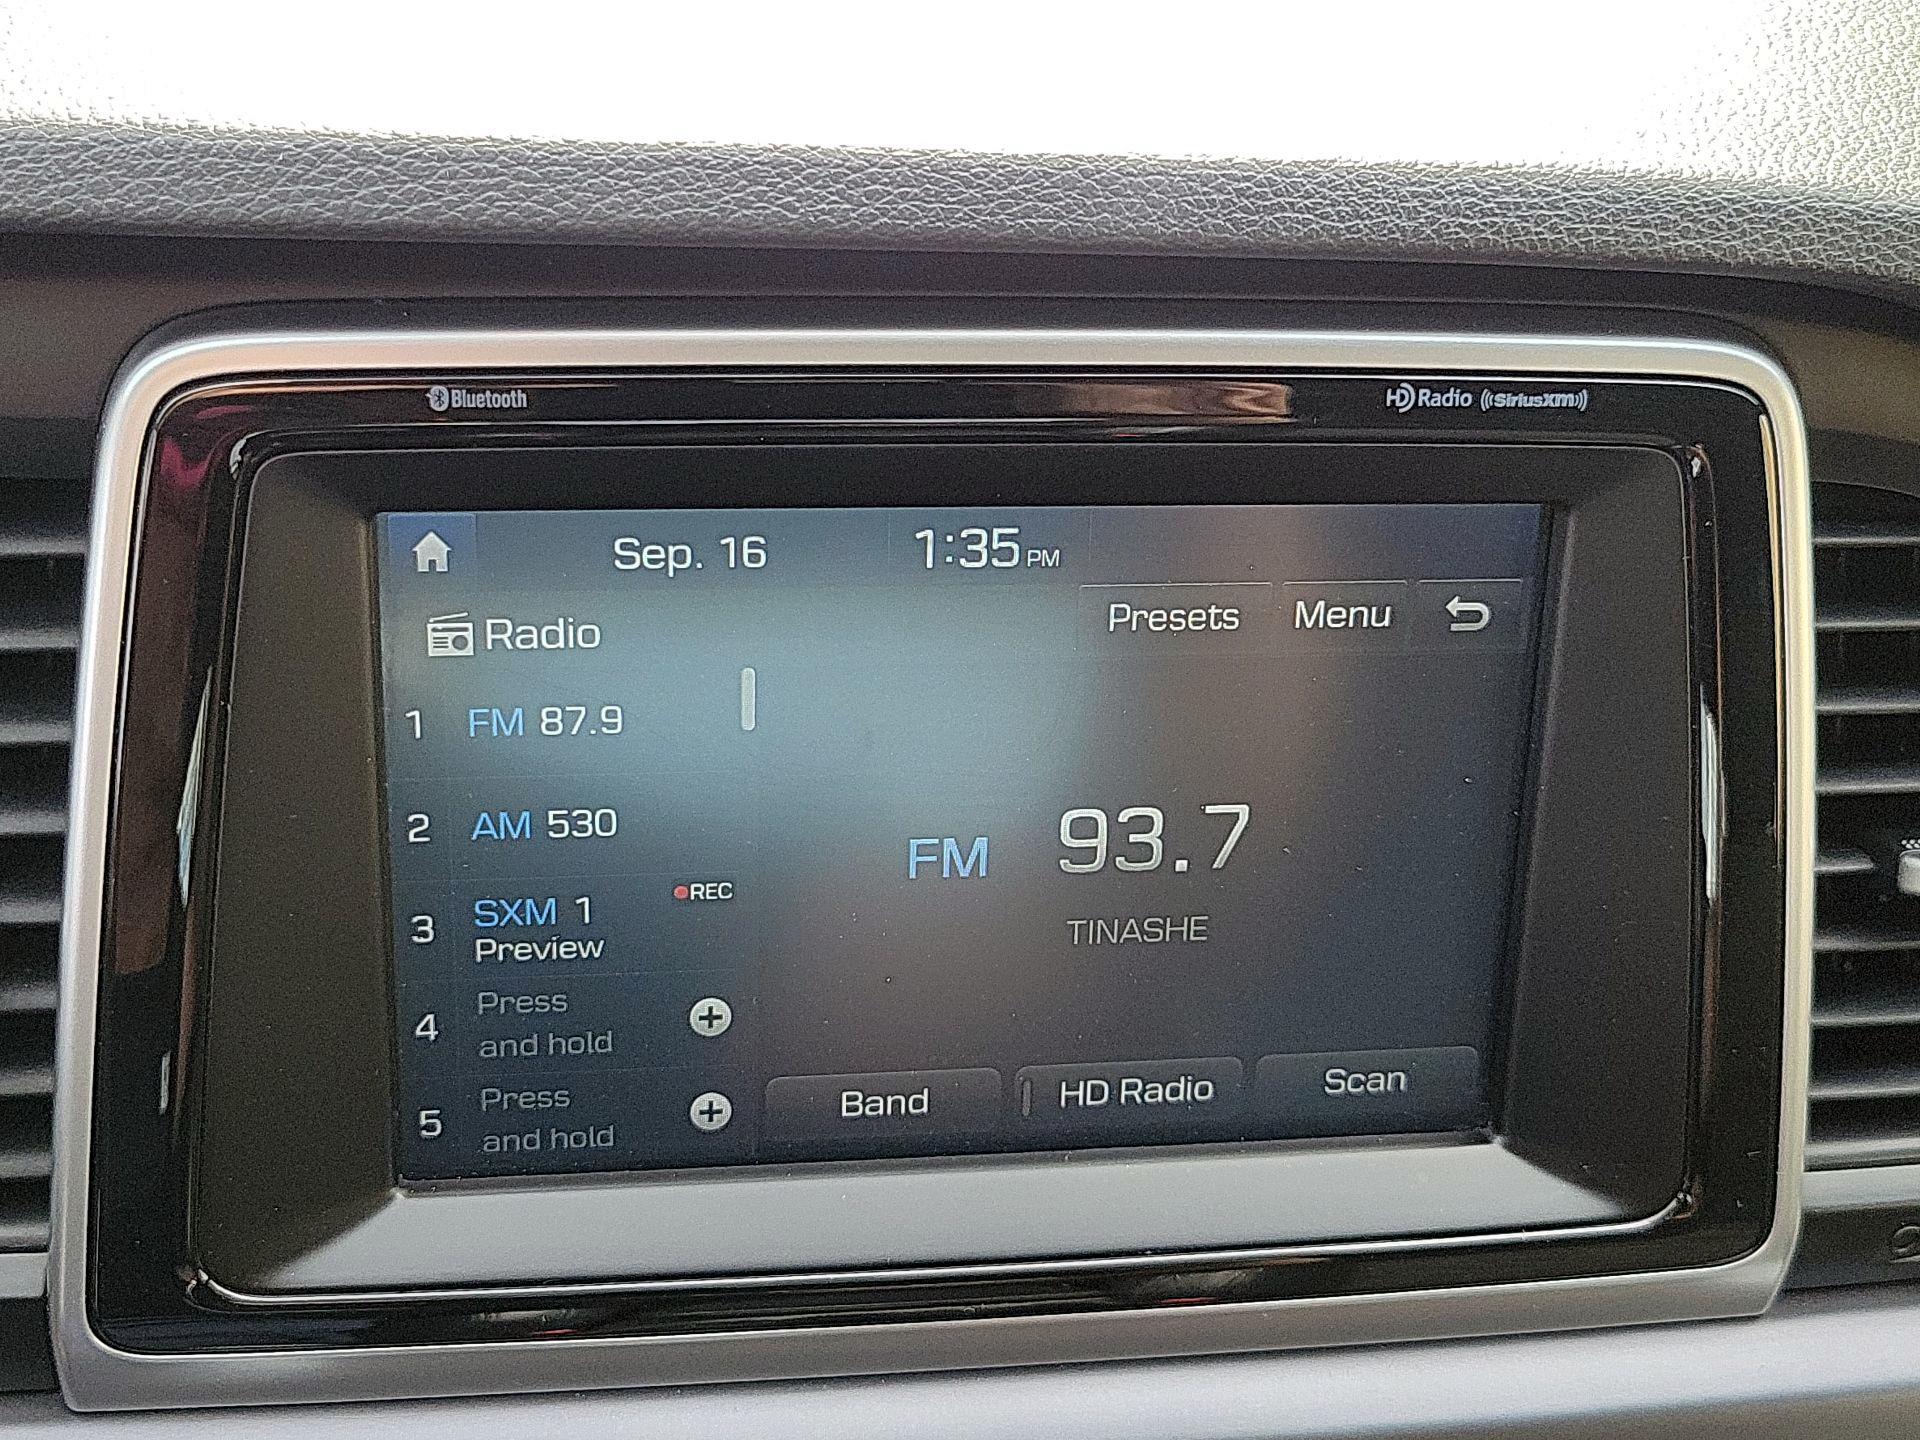 Bluetooth
HD Radio ((SiriusXM))
Sep. 16
1:35 PM
Radio
Presets
Menu
1 FM 87.9
2 AM 530
3 SXM 1
REC
Preview
4 Press
and hold
5 Press
and hold
FM 93.7
TINASHE
Band
HD Radio
Scan